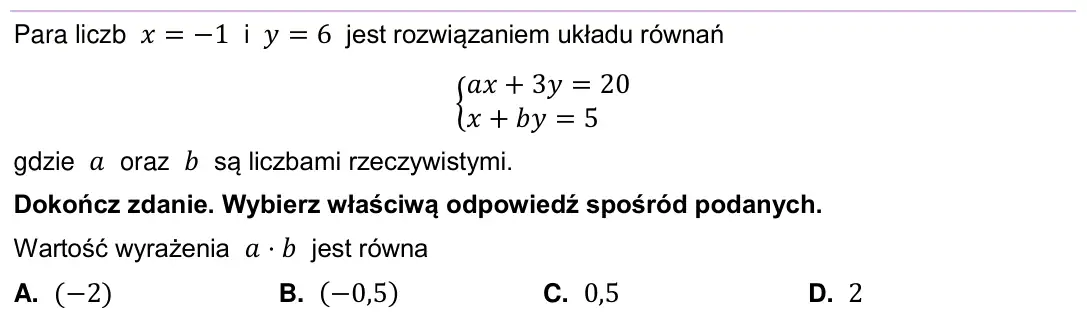 Para liczb x = −1 i y = 6 jest rozwiązaniem układu równań
{ax + 3y = 20
x + by = 5
gdzie a oraz b są liczbami rzeczywistymi.
Dokończ zdanie. Wybierz właściwą odpowiedź spośród podanych.
Wartość wyrażenia a · b jest równa
A. (−2) B. (−0,5) C. 0,5 D. 2